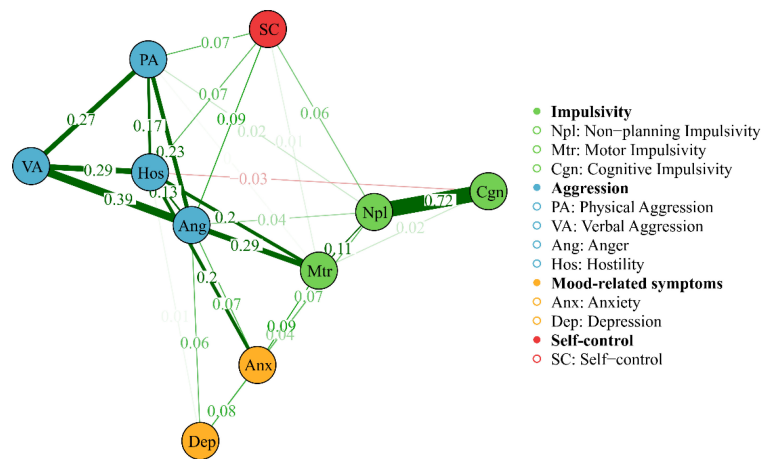 SC
0.07
PA
0.07
0.06
0.09
0.27
0.17
0.02
0.01
0.23
VA
0.29
Hos
0.03
Cgn
0.13
0.39
0.2
Npl
0.72
Ang
0.04
0.02
0.29
0.11
Mtr
0.2
0.07
0.07
0.01
0.09
0.04
0.06
Anx
0.08
Dep
Impulsivity
Npl: Non−planning Impulsivity
Mtr: Motor Impulsivity
Cgn: Cognitive Impulsivity
Aggression
PA: Physical Aggression
VA: Verbal Aggression
Ang: Anger
Hos: Hostility
Mood-related symptoms
Anx: Anxiety
Dep: Depression
Self-control
SC: Self−control